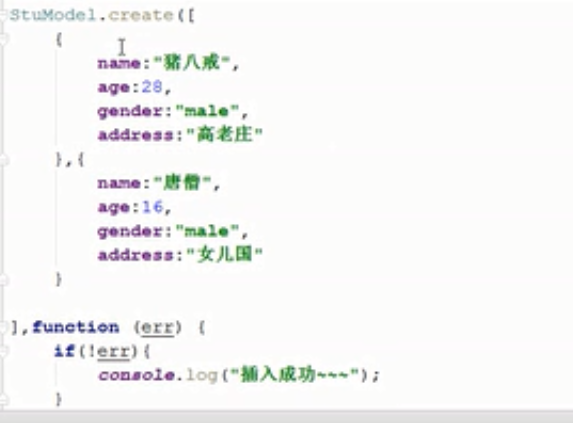 StuModel.create([
{
name:"猪八戒",
age:28,
gender:"male",
address:"高老庄"
},{
name:"唐僧",
age:16,
gender:"male",
address:"女儿国"
}
],function (err) {
if(!err){
console.log("插入成功~~~");
}